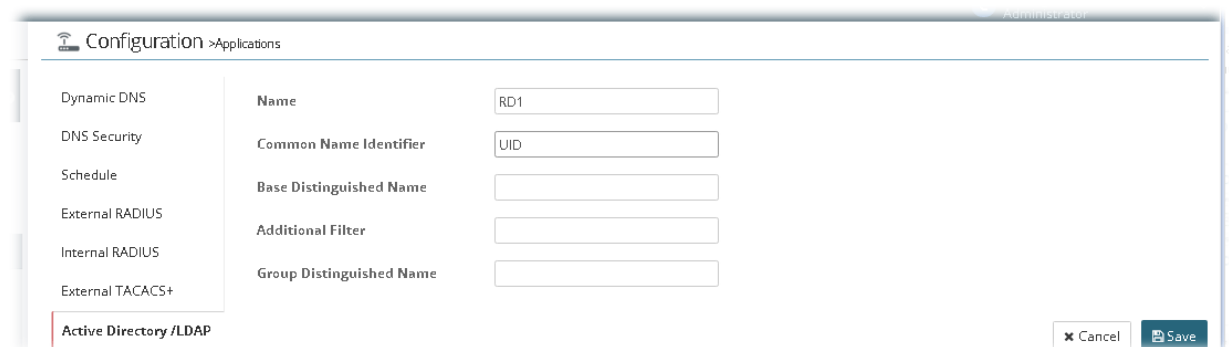 Administrator
Configuration >Applications
Dynamic DNS
DNS Security
Schedule
External RADIUS
Internal RADIUS
External TACACS+
Active Directory /LDAP
Name
RD1
Common Name Identifier
UID
Base Distinguished Name
Additional Filter
Group Distinguished Name
Cancel
Save